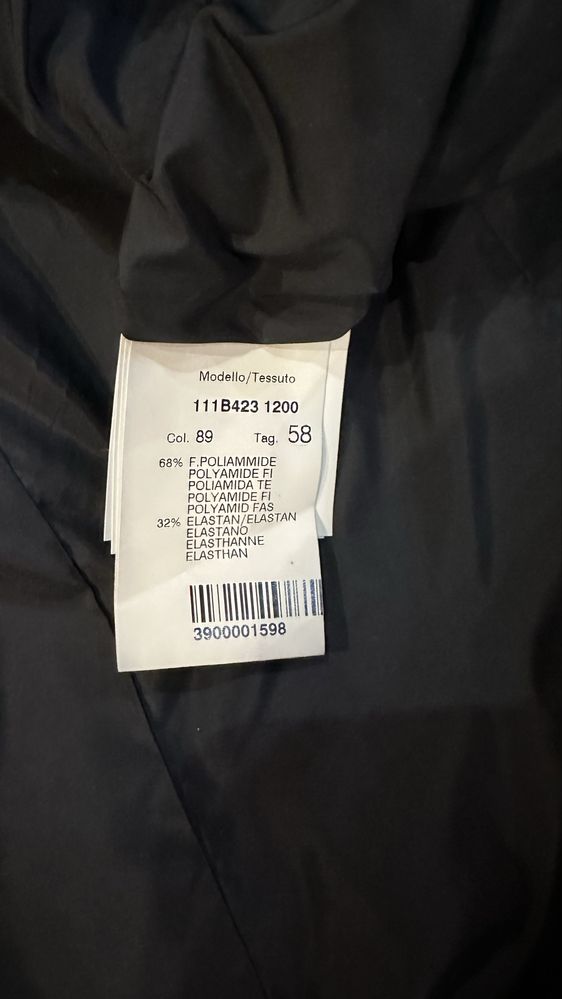 Modello/Tessuto
111B423 1200
Col. 89 Tag. 58
68% F.POLIAMMIDE
POLYAMIDE FI
POLIAMIDA TE
POLYAMIDE FI
POLYAMID FAS
32% ELASTAN/ELASTAN
ELASTANO
ELASTHANNE
ELASTHAN
3900001598